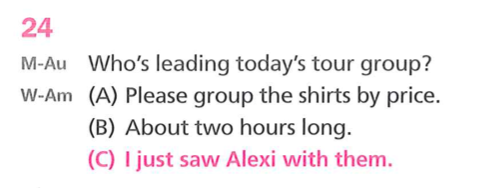 24
M-Au Who's leading today's tour group?
W-Am (A) Please group the shirts by price.
(B) About two hours long.
(C) I just saw Alexi with them.